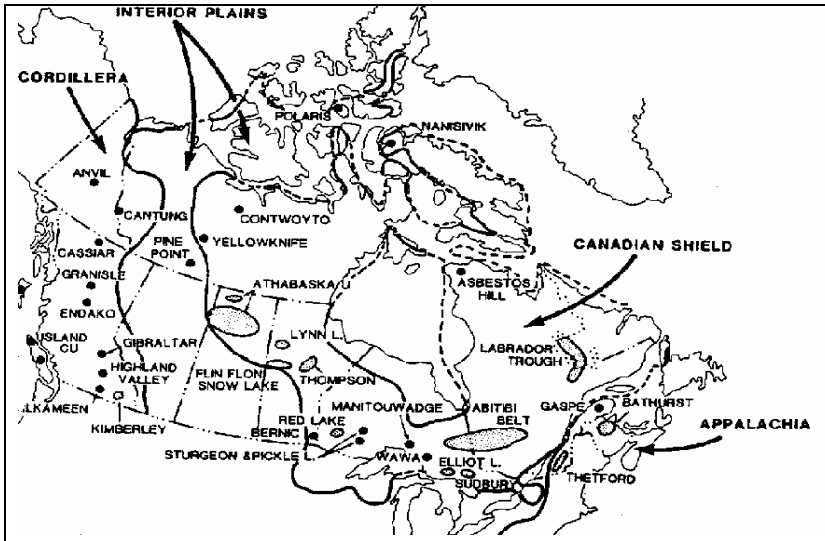 INTERIOR PLAINS
CORDILLERA
POLARIS
NANISIVIK
ANVIL
CANTUNG
CONTWOYTO
CASSIAR
PINE
POINT
YELLOWKNIFE
CANADIAN SHIELD
GRANISLE
ATHABASKA U
ASBESTOS
HILL
ENDAKO
ISLAND
CU
GIBRALTAR
LYNN L.
LABRADOR
TROUGH
HIGHLAND
VALLEY
FLIN FLON
SNOW LAKE
THOMPSON
LKAMEEN
KIMBERLEY
RED LAKE
MANITOUWADGE
ABITIBI
BELT
GASPE
BATHURST
BERNIC
APPALACHIA
STURGEON & PICKLE L.
WAWA
ELLIOT L.
SUDBURY
THETFORD